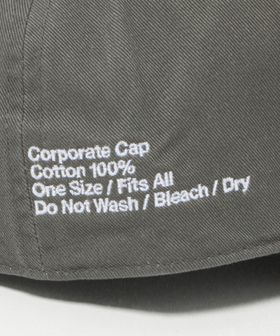 Corporate Cap
Cotton 100%
One Size / Fits All
Do Not Wash / Bleach / Dry